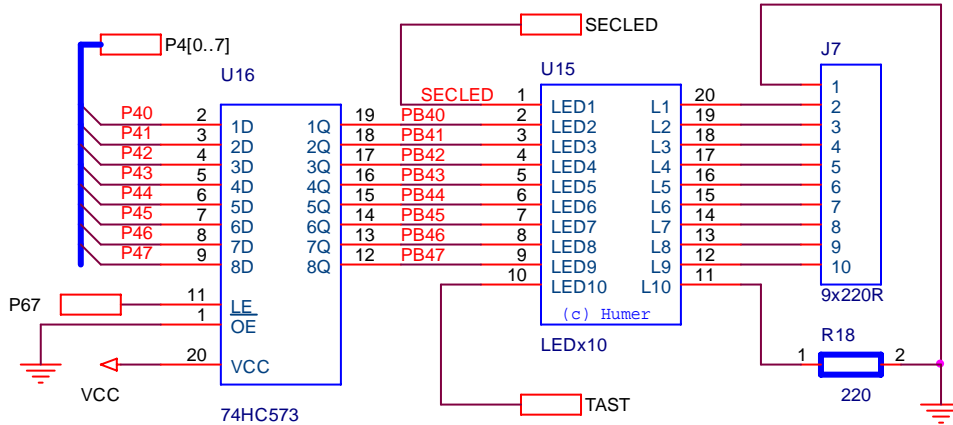 SECLED
P4[0..7]
U16
U15
J7
P40 2 1D 1Q 19 PB40
P41 3 2D 2Q 18 PB41
P42 4 3D 3Q 17 PB42
P43 5 4D 4Q 16 PB43
P44 6 5D 5Q 15 PB44
P45 7 6D 6Q 14 PB45
P46 8 7D 7Q 13 PB46
P47 9 8D 8Q 12 PB47
P67 11 LE
1 OE
20 VCC
VCC
74HC573
SECLED 1 LED1 L1 20
2 LED2 L2 19
3 LED3 L3 18
4 LED4 L4 17
5 LED5 L5 16
6 LED6 L6 15
7 LED7 L7 14
8 LED8 L8 13
9 LED9 L9 12
10 LED10 L10 11
(c) Humer
LEDx10
TAST
1
2
3
4
5
6
7
8
9
10
9x220R
R18
1 2
220